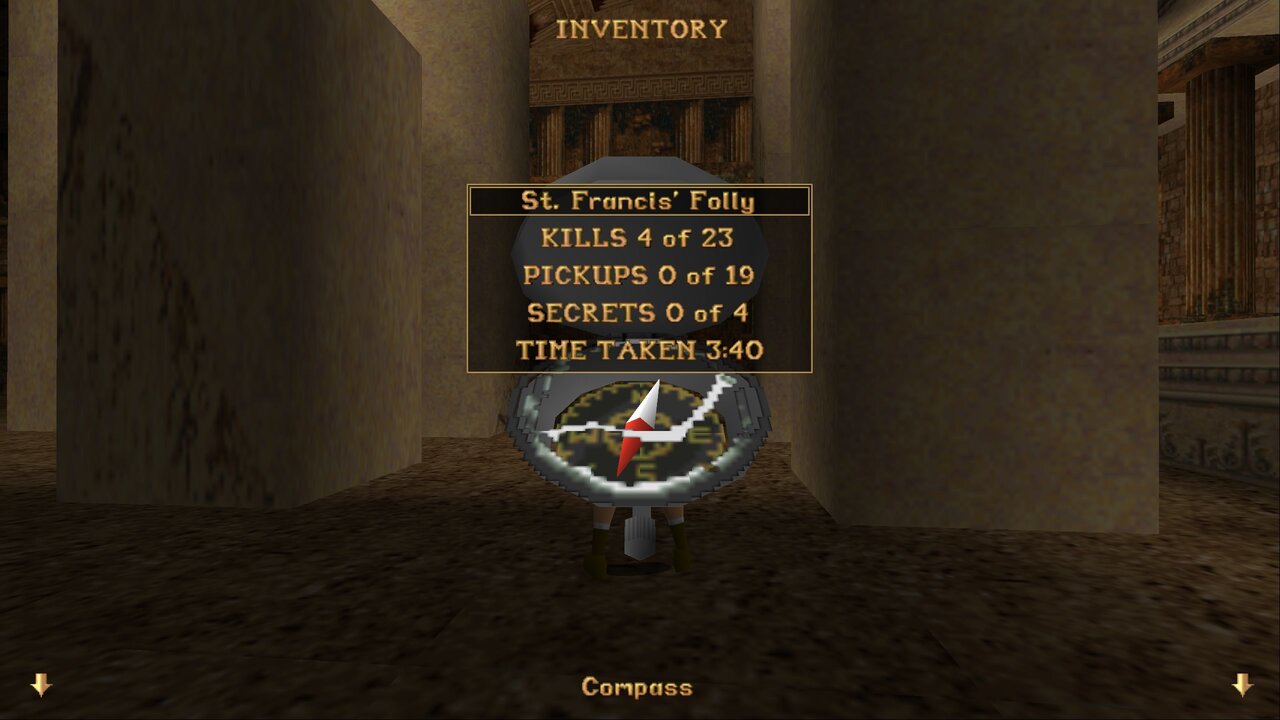 INVENTORY
St. Francis' Folly
KILLS 4 of 23
PICKUPS 0 of 19
SECRETS 0 of 4
TIME TAKEN 3:40
N
W E
S
Compass